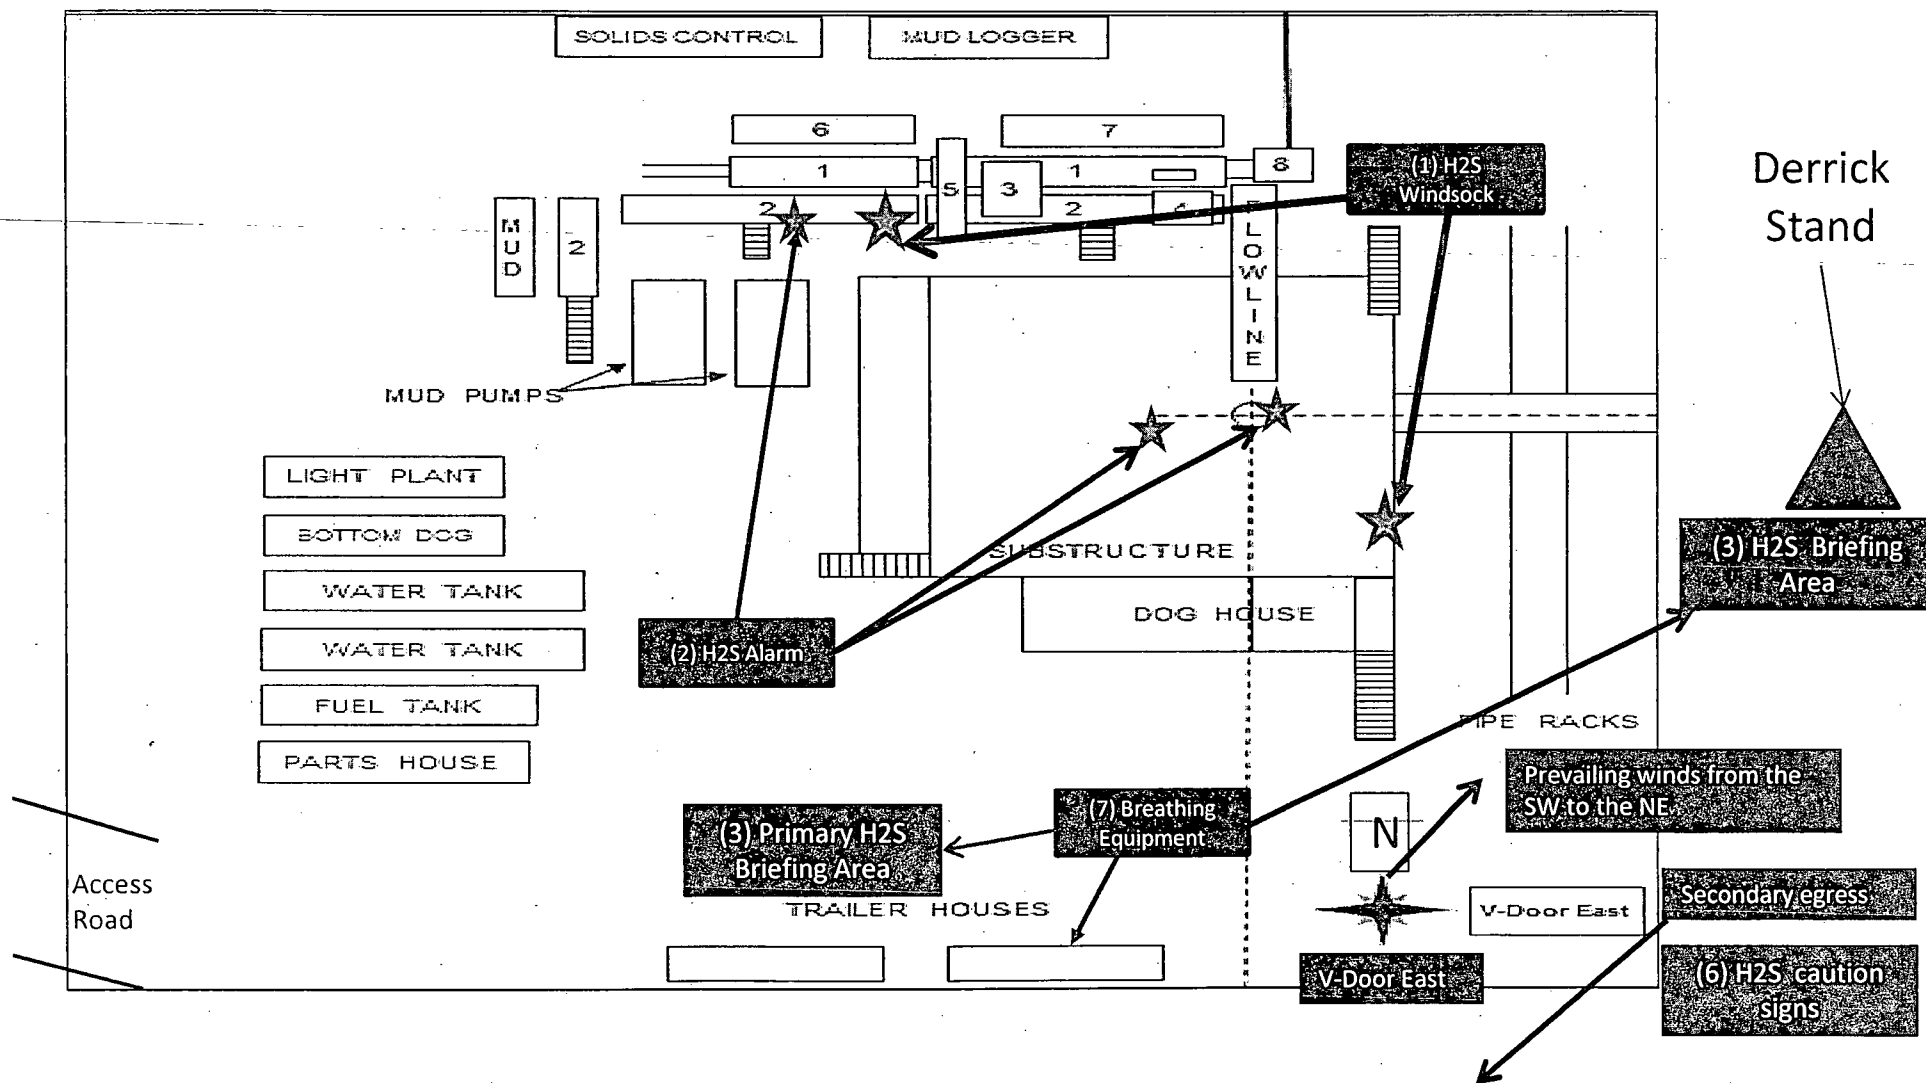 SOLIDS CONTROL
MUD LOGGER
6
7
1
5
3
1
8
2
2
4
(1) H2S
Windsock
Derrick
Stand
MUD
2
FLOWLINE
MUD PUMPS
LIGHT PLANT
BOTTOM DOG
WATER TANK
WATER TANK
FUEL TANK
PARTS HOUSE
SUBSTRUCTURE
DOG HOUSE
(2) H2S Alarm
(3) H2S Briefing
Area
PIPE RACKS
Prevailing winds from the
SW to the NE
(7) Breathing
Equipment
(3) Primary H2S
Briefing Area
N
Access
Road
TRAILER HOUSES
V-Door East
Secondary egress
V-Door East
(6) H2S caution
signs